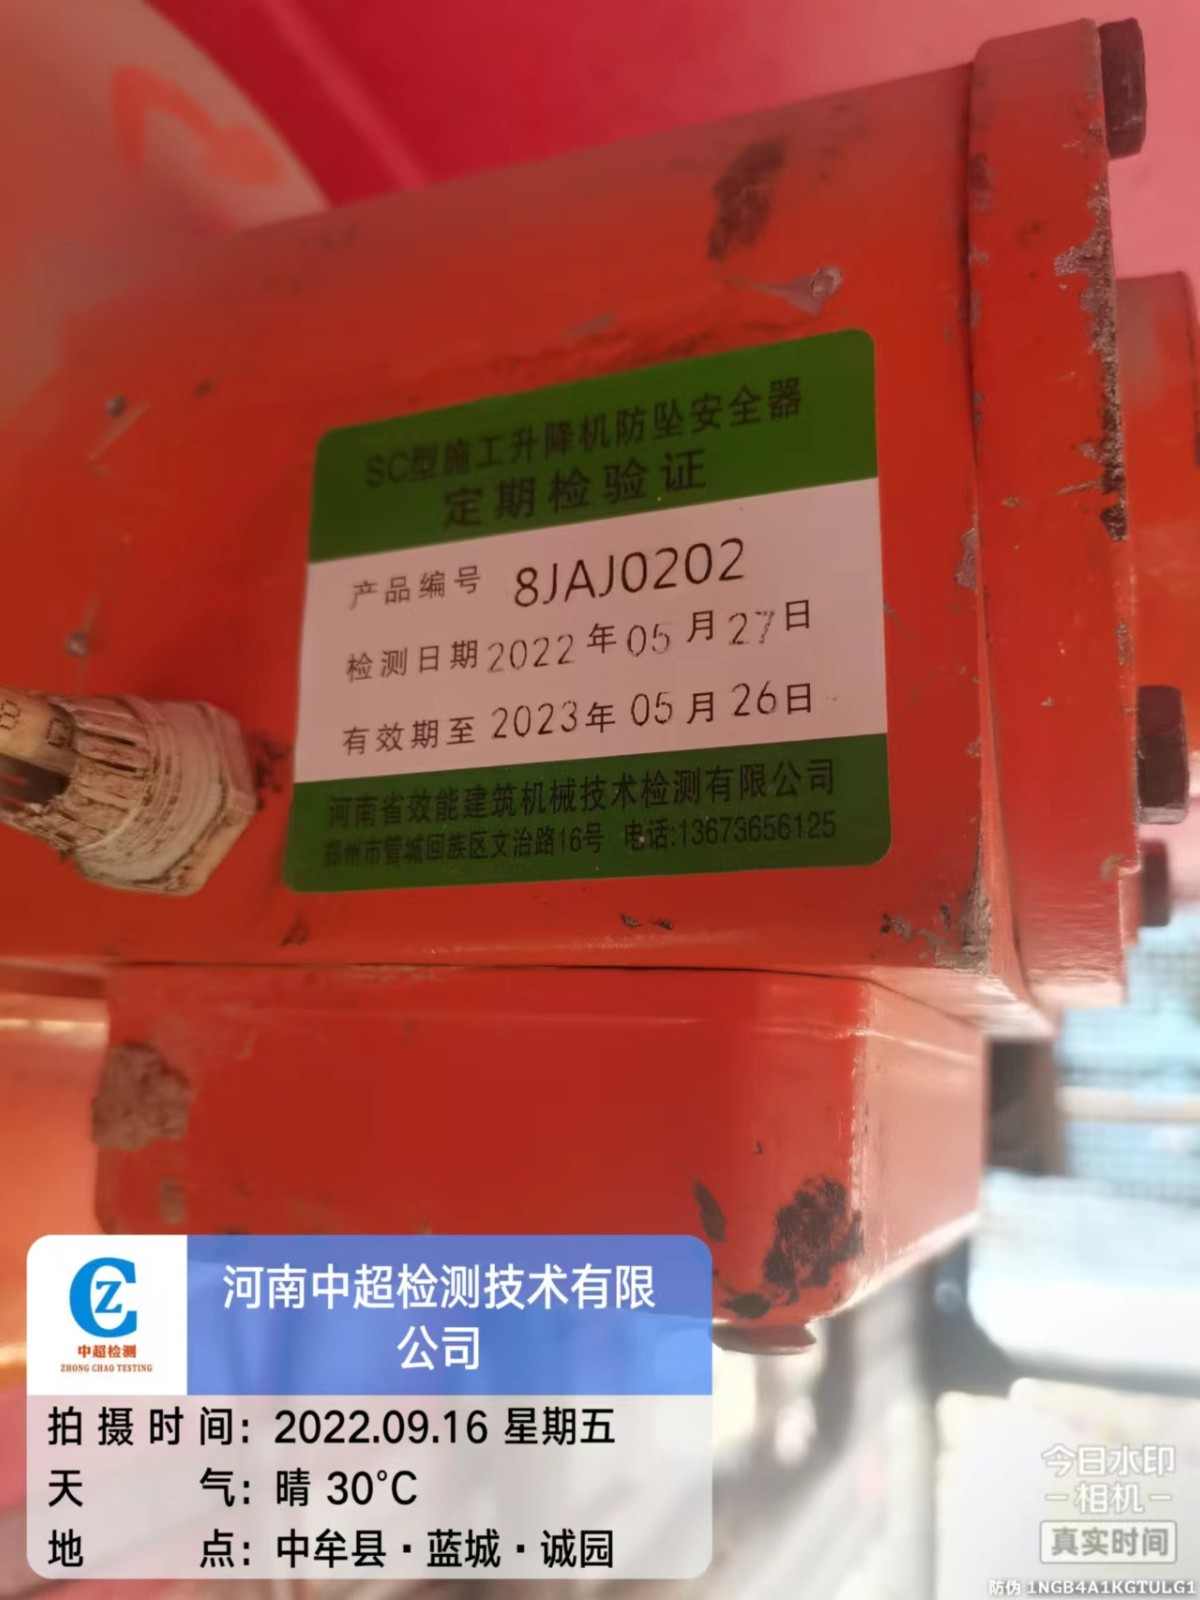 SC型施工升降机防坠安全器
定期检验证
产品编号 8JAJ0202
检测日期2022年05月27日
有效期至2023年05月26日
河南省效能建筑机械技术检测有限公司
郑州市管城回族区文治路16号 电话:13673656125
CZ
中超检测
ZHONG CHAO TESTING
河南中超检测技术有限
公司
拍摄时间: 2022.09.16 星期五
天气: 晴 30°C
地点: 中牟县·蓝城·诚园
今日水印
-相机-
真实时间
防伪 1NGB4A1KGTULG1